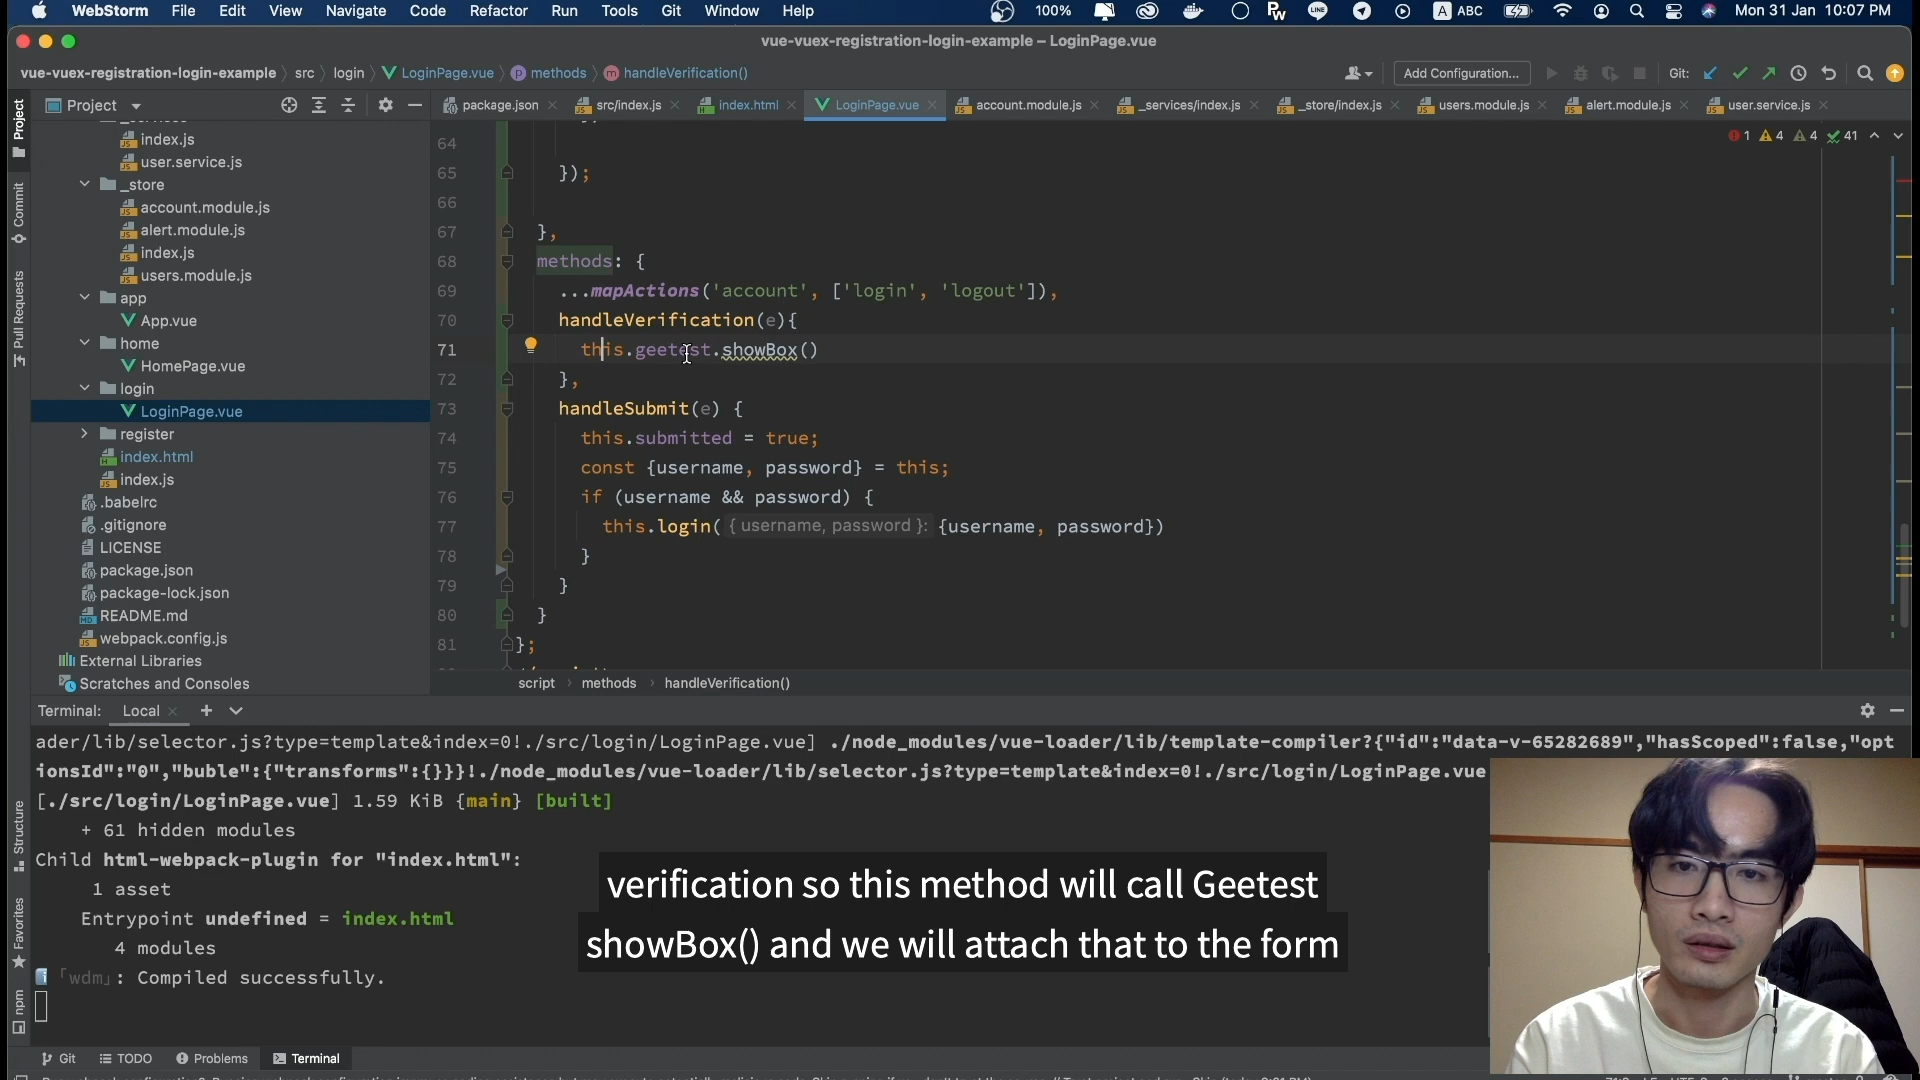 WebStorm File Edit View Navigate Code Refactor Run Tools Git Window Help 100% A ABC Mon 31 Jan 10:07 PM
vue-vuex-registration-login-example – LoginPage.vue
vue-vuex-registration-login-example src login LoginPage.vue methods handleVerification() Add Configuration... Git:
Project package.json src/index.js index.html LoginPage.vue account.module.js _services/index.js _store/index.js users.module.js alert.module.js user.service.js
1 4 4 41
Project
Commit
Pull Requests
Structure
Favorites
npm
_services
index.js
user.service.js
_store
account.module.js
alert.module.js
index.js
users.module.js
app
App.vue
home
HomePage.vue
login
LoginPage.vue
register
index.html
index.js
.babelrc
.gitignore
LICENSE
package.json
package-lock.json
README.md
webpack.config.js
External Libraries
Scratches and Consoles
64
65 });
66
67 },
68 methods: {
69 ...mapActions('account', ['login', 'logout']),
70 handleVerification(e){
71 this.geetest.showBox()
72 },
73 handleSubmit(e) {
74 this.submitted = true;
75 const {username, password} = this;
76 if (username && password) {
77 this.login( { username, password }: {username, password})
78 }
79 }
80 }
81 };
script methods handleVerification()
Terminal: Local
ader/lib/selector.js?type=template&index=0!./src/login/LoginPage.vue] ./node_modules/vue-loader/lib/template-compiler?{"id":"data-v-65282689","hasScoped":false,"opt
ionsId":"0","buble":{"transforms":{}}}!./node_modules/vue-loader/lib/selector.js?type=template&index=0!./src/login/LoginPage.vue
[./src/login/LoginPage.vue] 1.59 KiB {main} [built]
+ 61 hidden modules
Child html-webpack-plugin for "index.html":
1 asset
Entrypoint undefined = index.html
4 modules
i 「wdm」: Compiled successfully.
verification so this method will call Geetest
showBox() and we will attach that to the form
Git TODO Problems Terminal